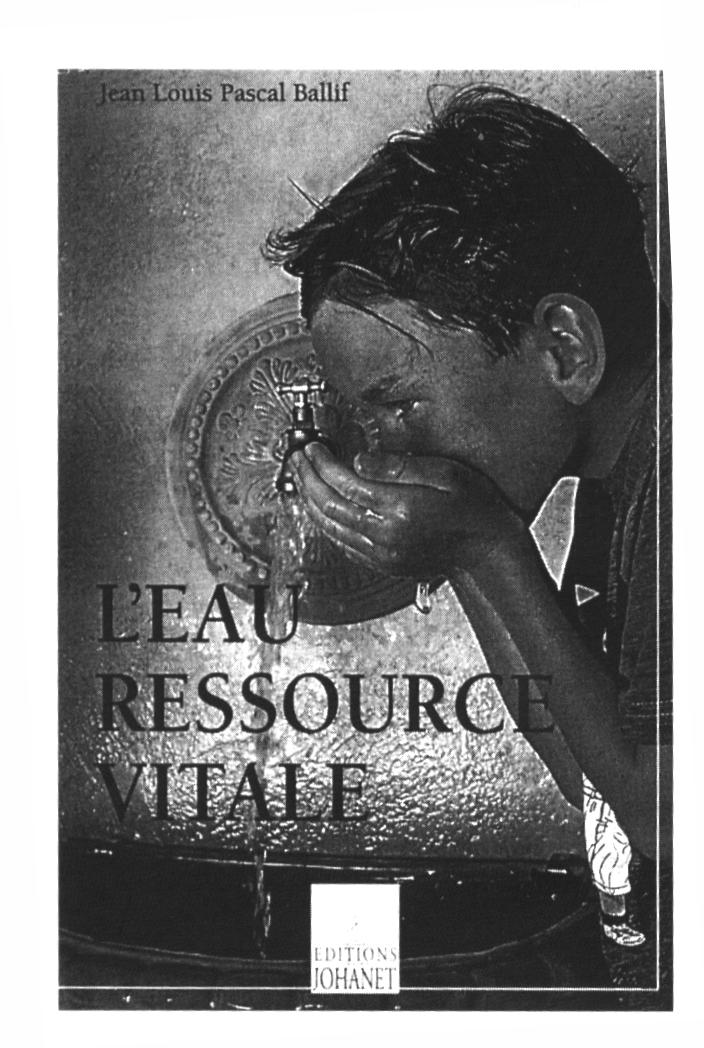 Jean Louis Pascal Ballif
L'EAU
RESSOURCE
VITALE
EDITIONS
JOHANET